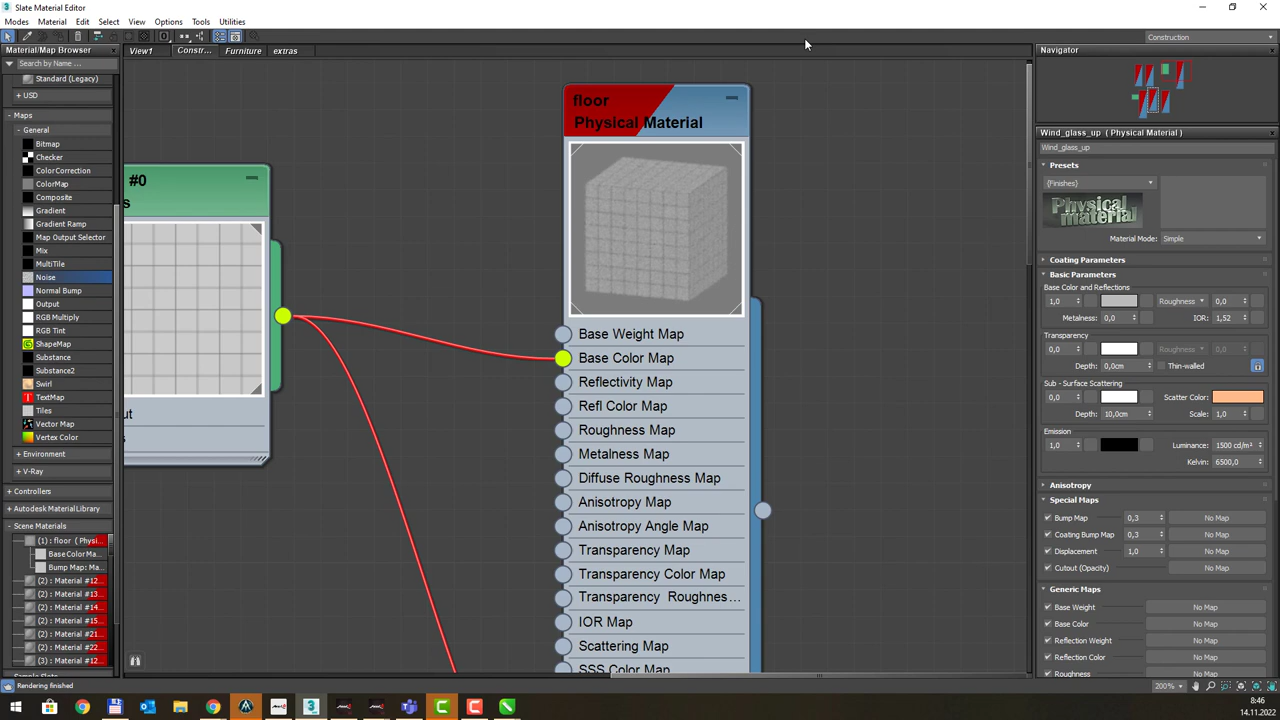 Slate Material Editor
Modes Material Edit Select View Options Tools Utilities
Construction
Material/Map Browser
Search by Name ...
Standard (Legacy)
+ USD
- Maps
- General
Bitmap
Checker
ColorCorrection
ColorMap
Composite
Gradient
Gradient Ramp
Map Output Selector
Mix
MultiTile
Noise
Normal Bump
Output
RGB Multiply
RGB Tint
ShapeMap
Substance
Substance2
Swirl
TextMap
Tiles
Vector Map
Vertex Color
+ Environment
+ V-Ray
+ Controllers
+ Autodesk Material Library
- Scene Materials
(1) : floor ( Physi...
Base Color Ma...
Bump Map: Ma...
(2) : Material #12...
(2) : Material #13...
(2) : Material #14...
(2) : Material #15...
(2) : Material #21...
(2) : Material #22...
(3) : Material #12...
View1 Constr... Furniture extras
#0
floor
Physical Material
Base Weight Map
Base Color Map
Reflectivity Map
Refl Color Map
Roughness Map
Metalness Map
Diffuse Roughness Map
Anisotropy Map
Anisotropy Angle Map
Transparency Map
Transparency Color Map
Transparency Roughnes...
IOR Map
Scattering Map
SSS Color Map
Navigator
Wind_glass_up ( Physical Material )
Wind_glass_up
Presets
{Finishes}
Physical material
Material Mode: Simple
Coating Parameters
Basic Parameters
Base Color and Reflections
1,0 Roughness 0,0
Metalness: 0,0 IOR: 1,52
Transparency
0,0 Roughness 0,0
Depth: 0,0cm Thin-walled
Sub - Surface Scattering
0,0 Scatter Color:
Depth: 10,0cm Scale: 1,0
Emission
1,0 Luminance: 1500 cd/m²
Kelvin: 6500,0
Anisotropy
Special Maps
Bump Map 0,3 No Map
Coating Bump Map 0,3 No Map
Displacement 1,0 No Map
Cutout (Opacity) No Map
Generic Maps
Base Weight No Map
Base Color No Map
Reflection Weight No Map
Reflection Color No Map
Roughness No Map
Rendering finished
200%
8:46
14.11.2022